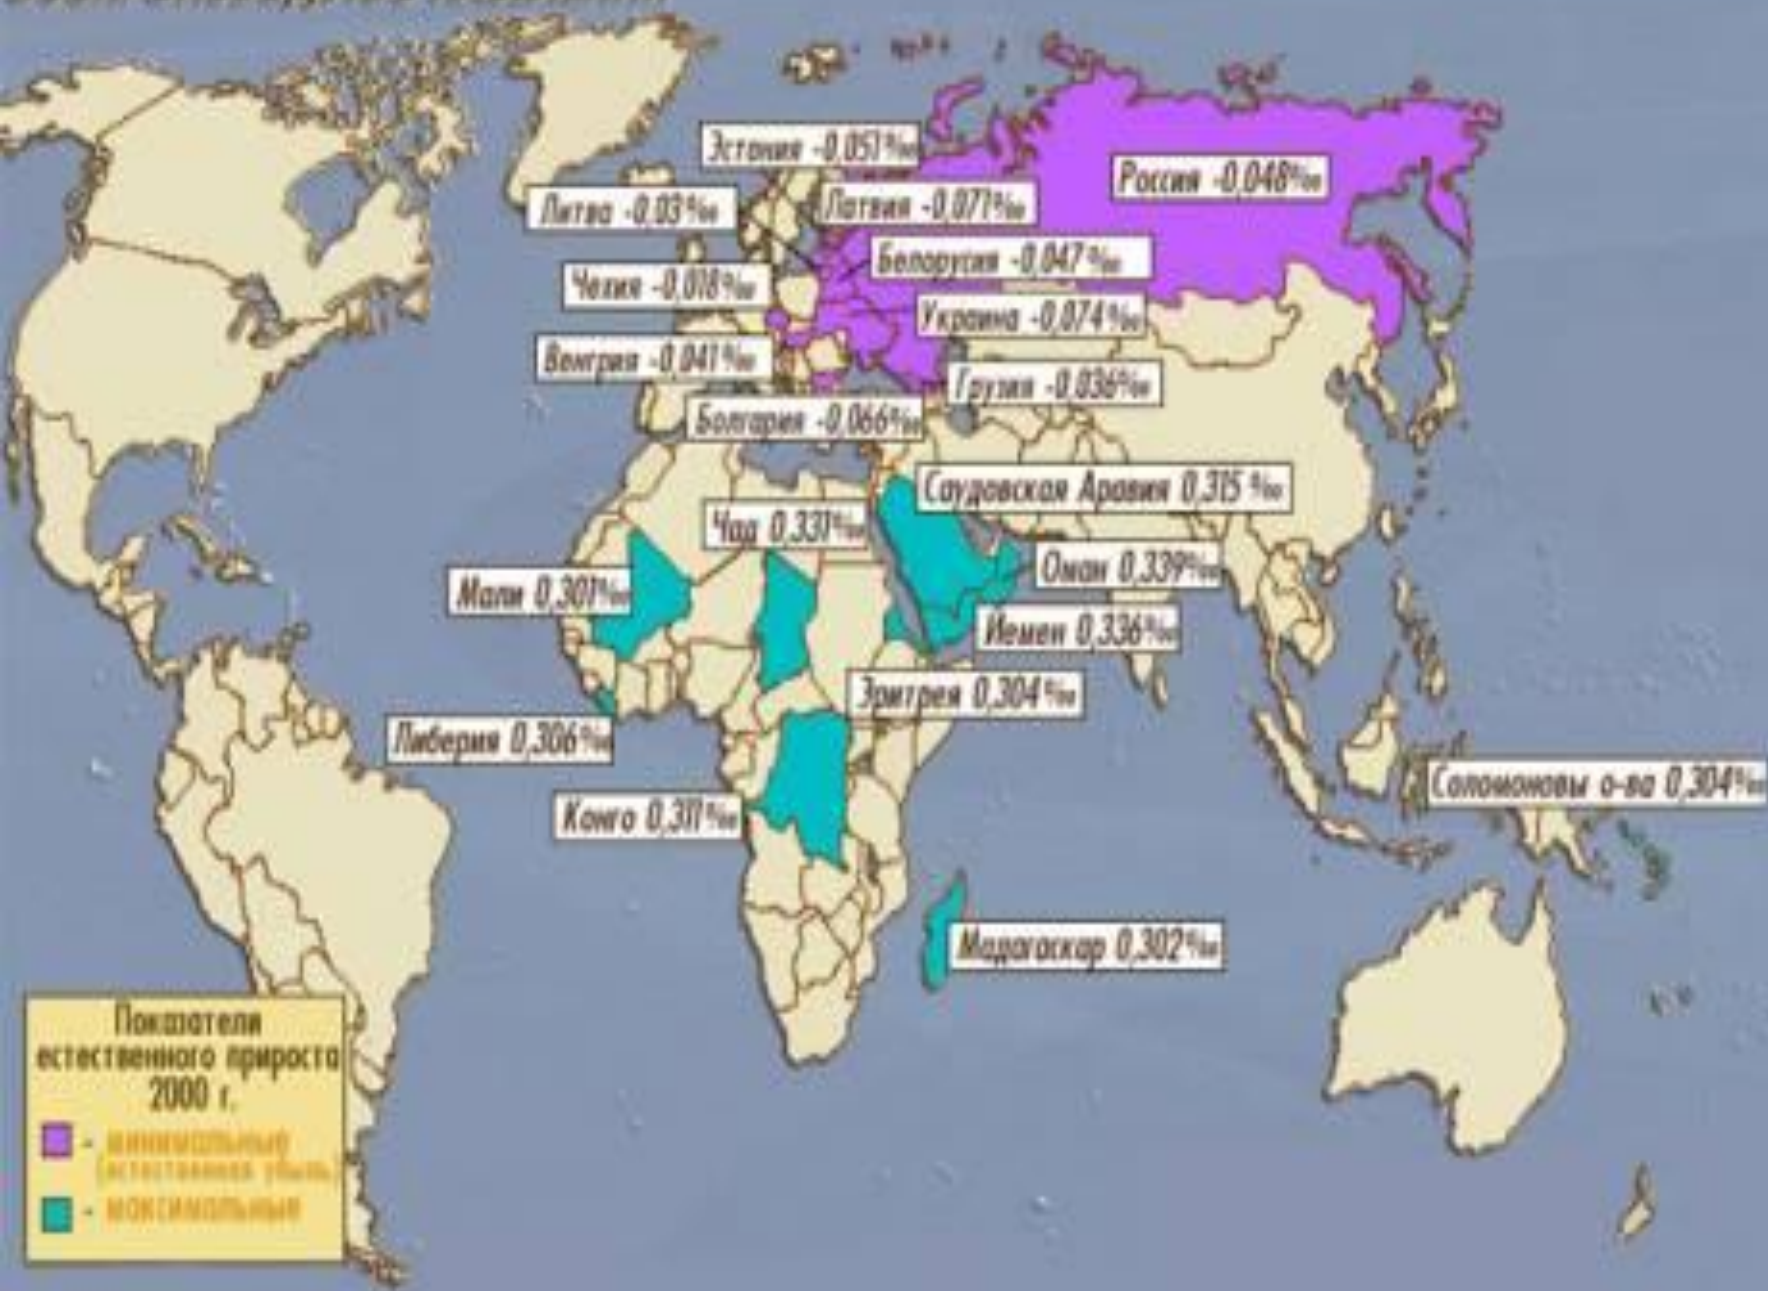 Эстония -0,051‰
Россия -0,048‰
Литва -0,03‰
Латвия -0,071‰
Белорусия -0,047‰
Чехия -0,018‰
Украина -0,074‰
Венгрия -0,041‰
Грузия -0,036‰
Болгария -0,066‰
Саудовская Аравия 0,315 ‰
Чад 0,331‰
Оман 0,339‰
Мали 0,301‰
Йемен 0,336‰
Эритрея 0,304‰
Либерия 0,306‰
Соломоновы о-ва 0,304‰
Конго 0,311‰
Мадагаскар 0,302‰
Показатели
естественного прироста
2000 г.
- минимальные
(естественная убыль)
- максимальные